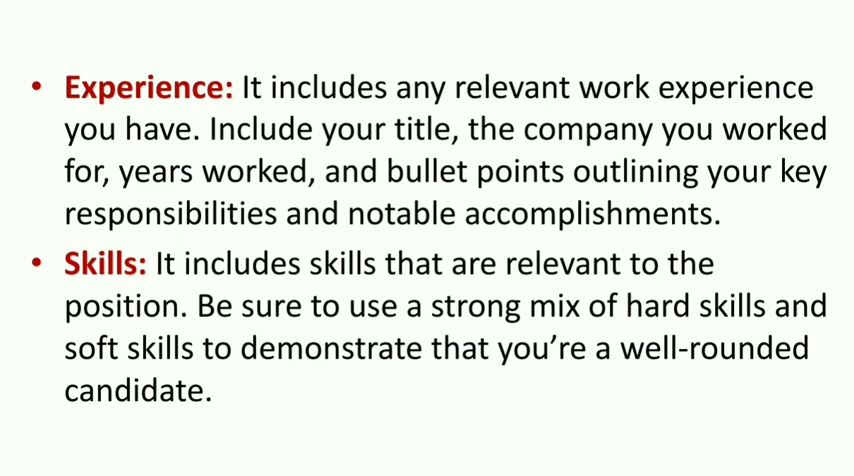 • Experience: It includes any relevant work experience
you have. Include your title, the company you worked
for, years worked, and bullet points outlining your key
responsibilities and notable accomplishments.
• Skills: It includes skills that are relevant to the
position. Be sure to use a strong mix of hard skills and
soft skills to demonstrate that you’re a well-rounded
candidate.